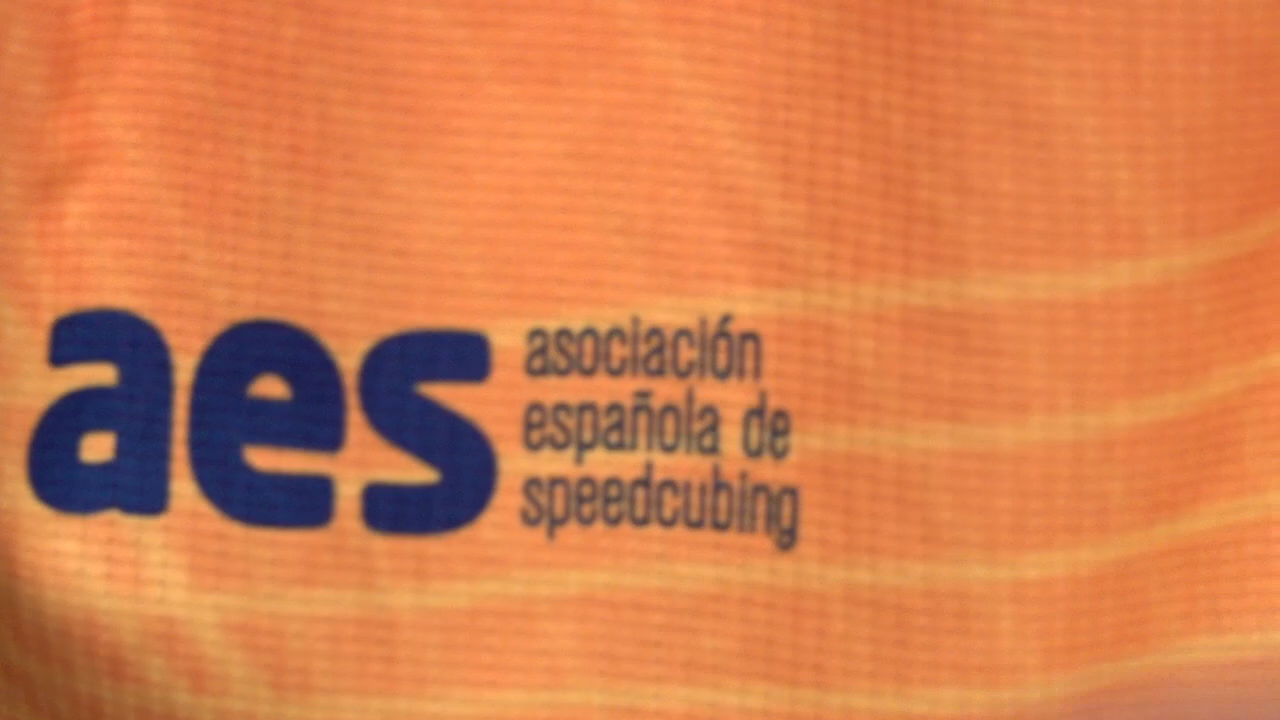 aes
asociación
española de
speedcubing